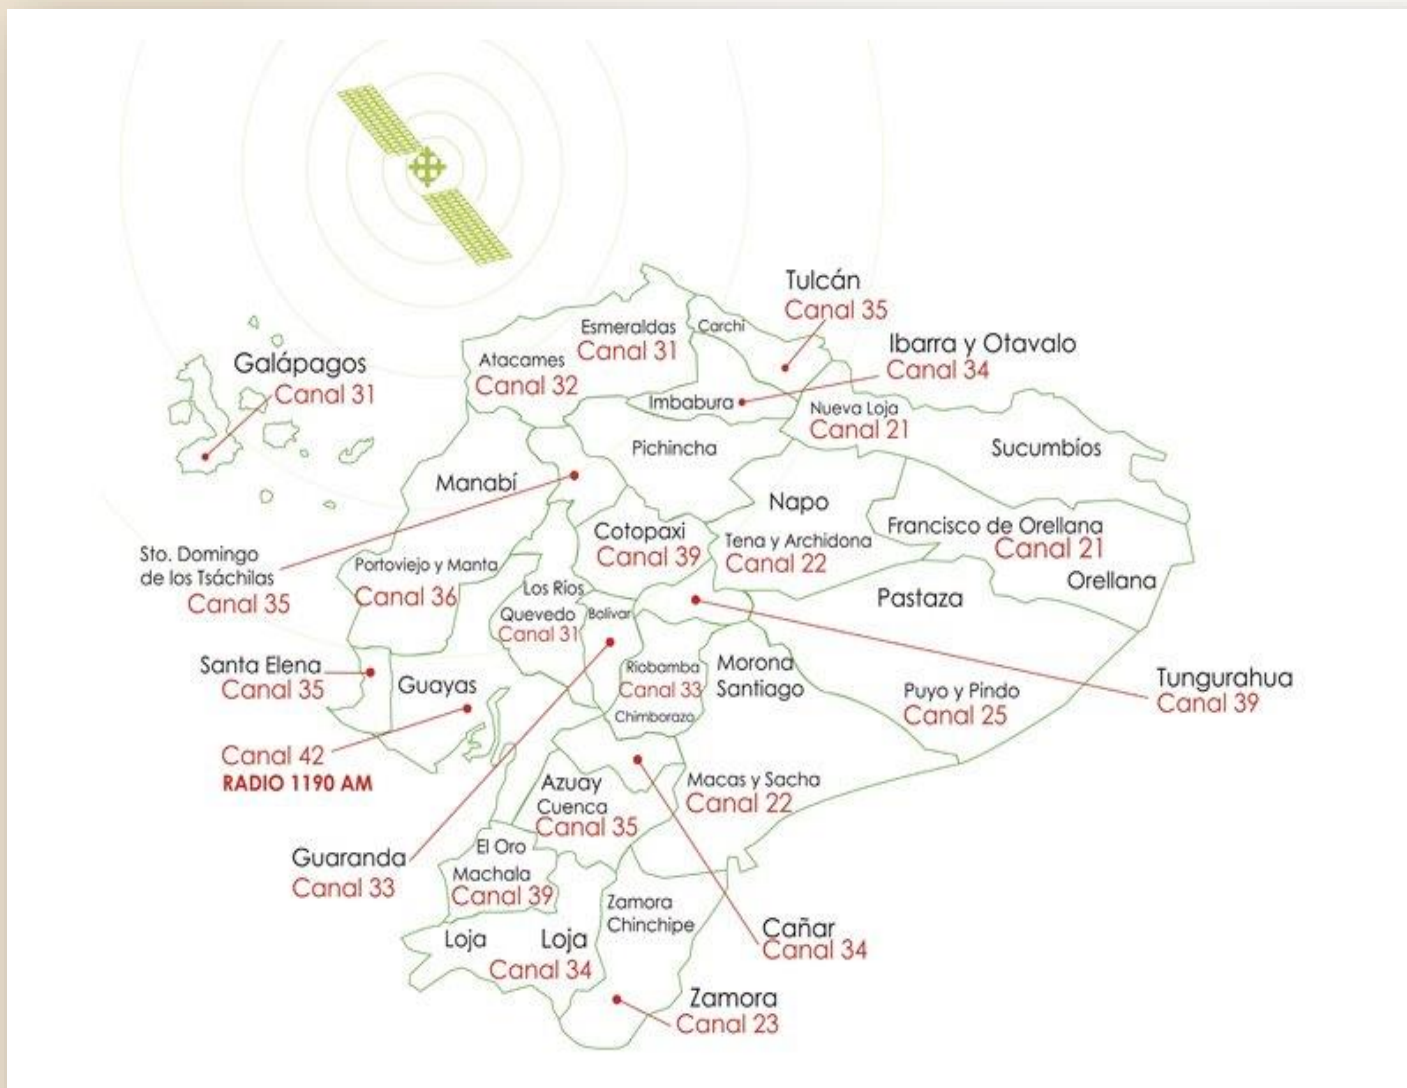 Tulcán
Canal 35
Esmeraldas
Canal 31
Carchi
Ibarra y Otavalo
Canal 34
Atacames
Canal 32
Galápagos
Canal 31
Imbabura
Nueva Loja
Canal 21
Sucumbíos
Pichincha
Manabí
Napo
Cotopaxi
Canal 39
Tena y Archidona
Canal 22
Francisco de Orellana
Canal 21
Orellana
Sto. Domingo
de los Tsáchilas
Canal 35
Portoviejo y Manta
Canal 36
Los Ríos
Quevedo
Canal 31
Bolívar
Pastaza
Santa Elena
Canal 35
Guayas
Riobamba
Canal 33
Chimborazo
Morona
Santiago
Puyo y Pindo
Canal 25
Tungurahua
Canal 39
Canal 42
RADIO 1190 AM
Azuay
Cuenca
Canal 35
Macas y Sacha
Canal 22
Guaranda
Canal 33
El Oro
Machala
Canal 39
Zamora
Chinchipe
Cañar
Canal 34
Loja
Loja
Canal 34
Zamora
Canal 23